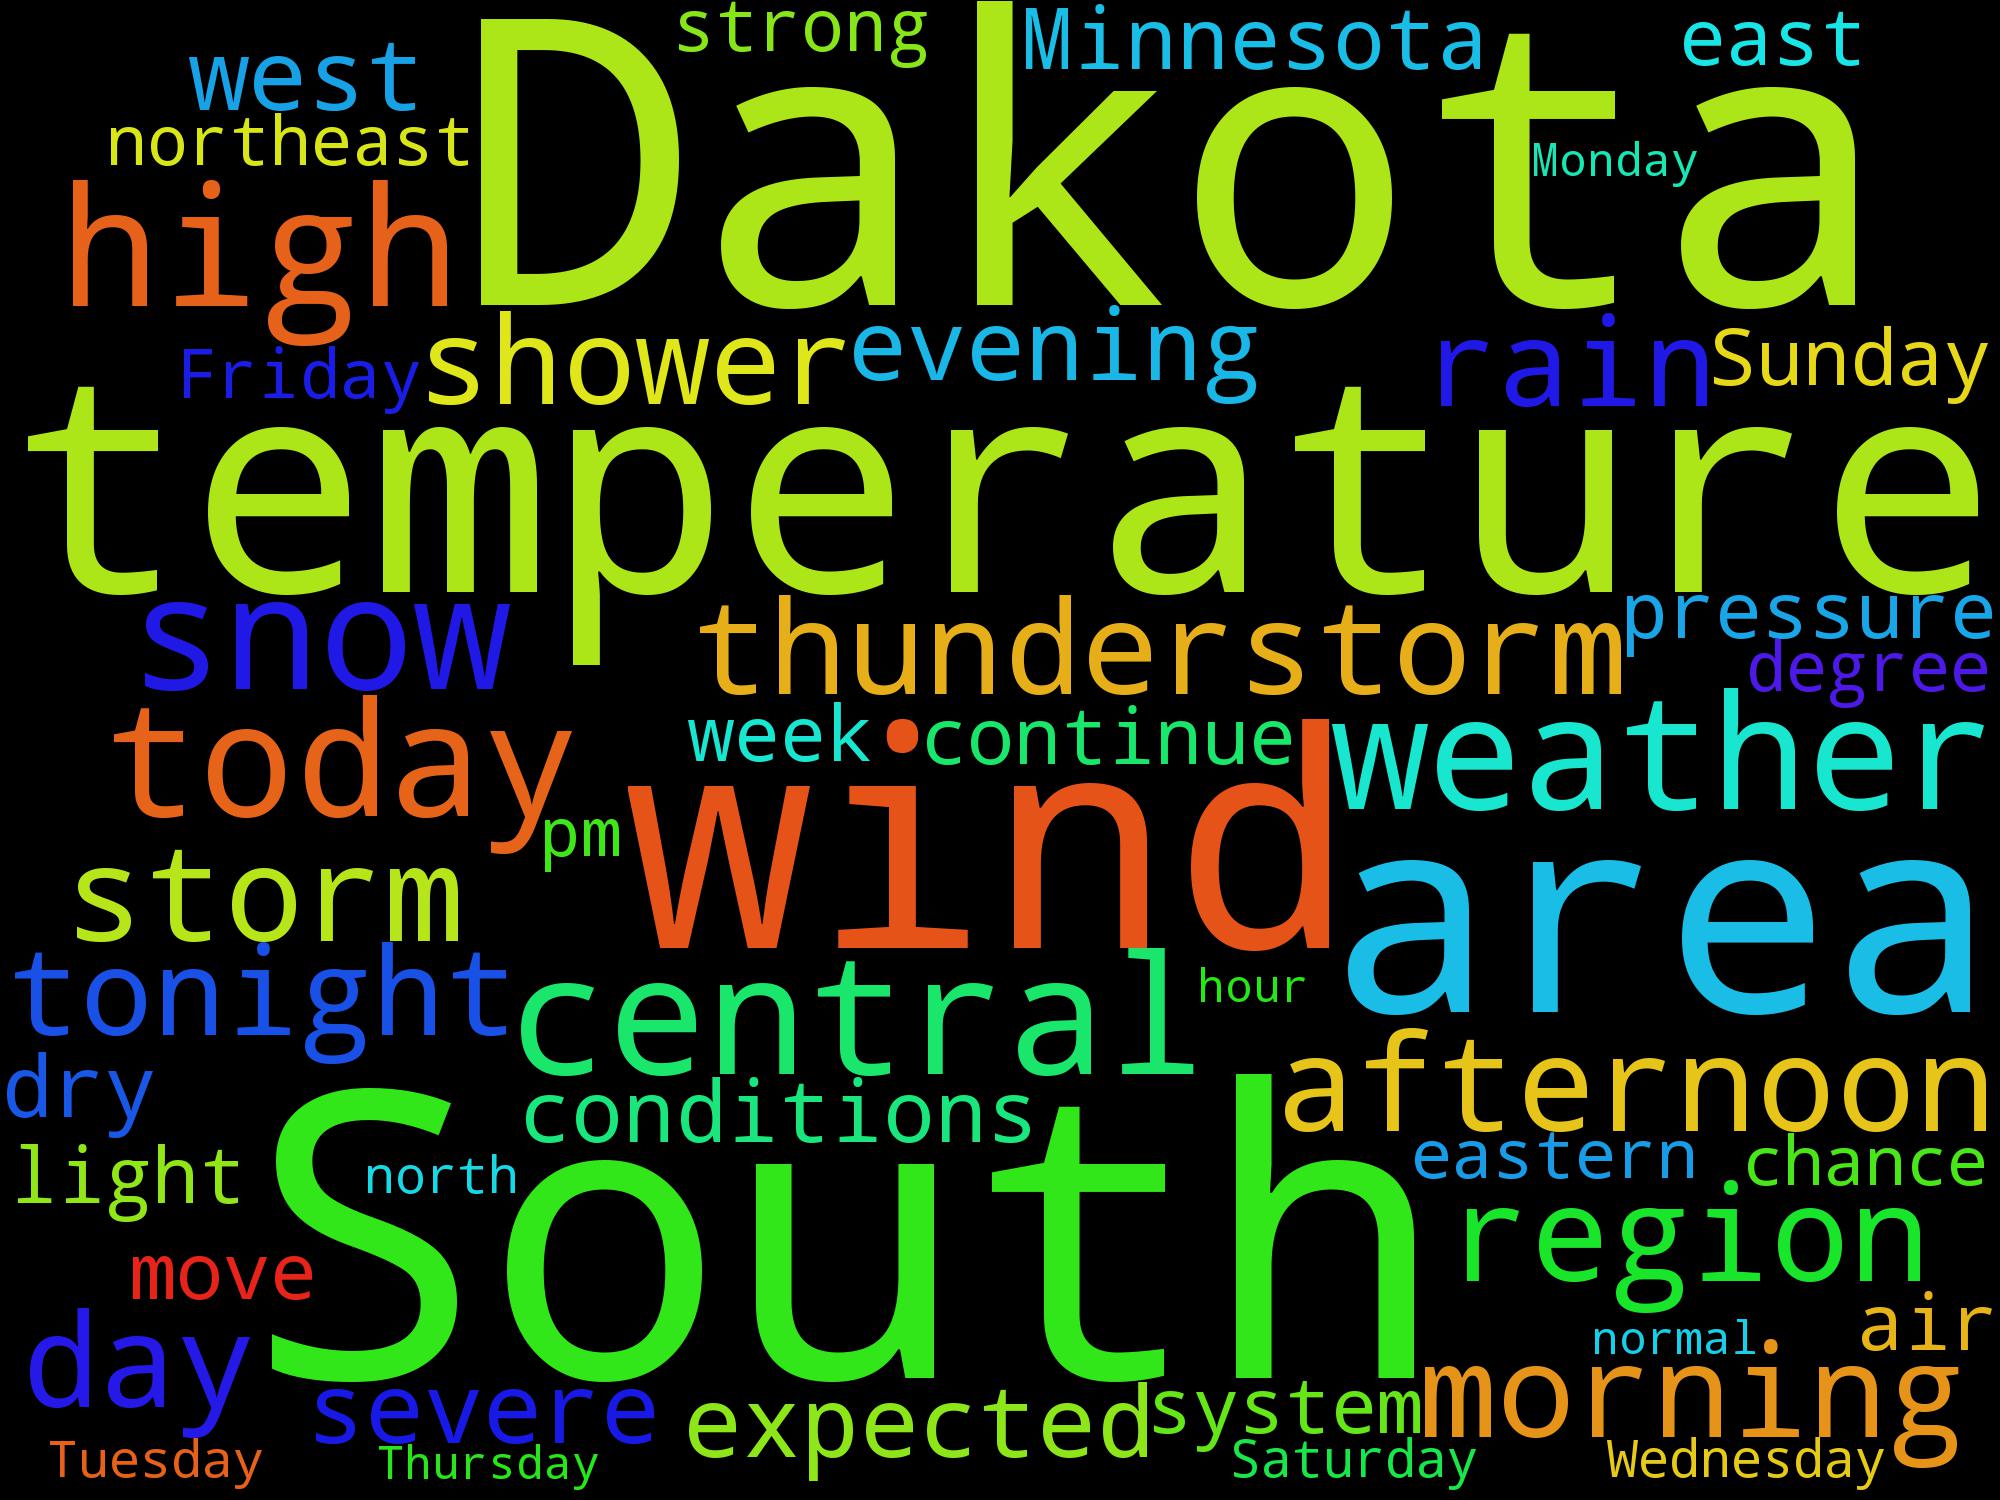 strong Minnesota east
west
Dakota
northeast
Monday
high
shower evening rain Sunday
Friday
temperature
snow thunderstorm pressure
degree
today week continue weather
wind
pm
storm area
tonight central hour
dry conditions afternoon
South
light north eastern chance
region
move
day normal air
severe expected system morning
Tuesday Thursday Saturday Wednesday